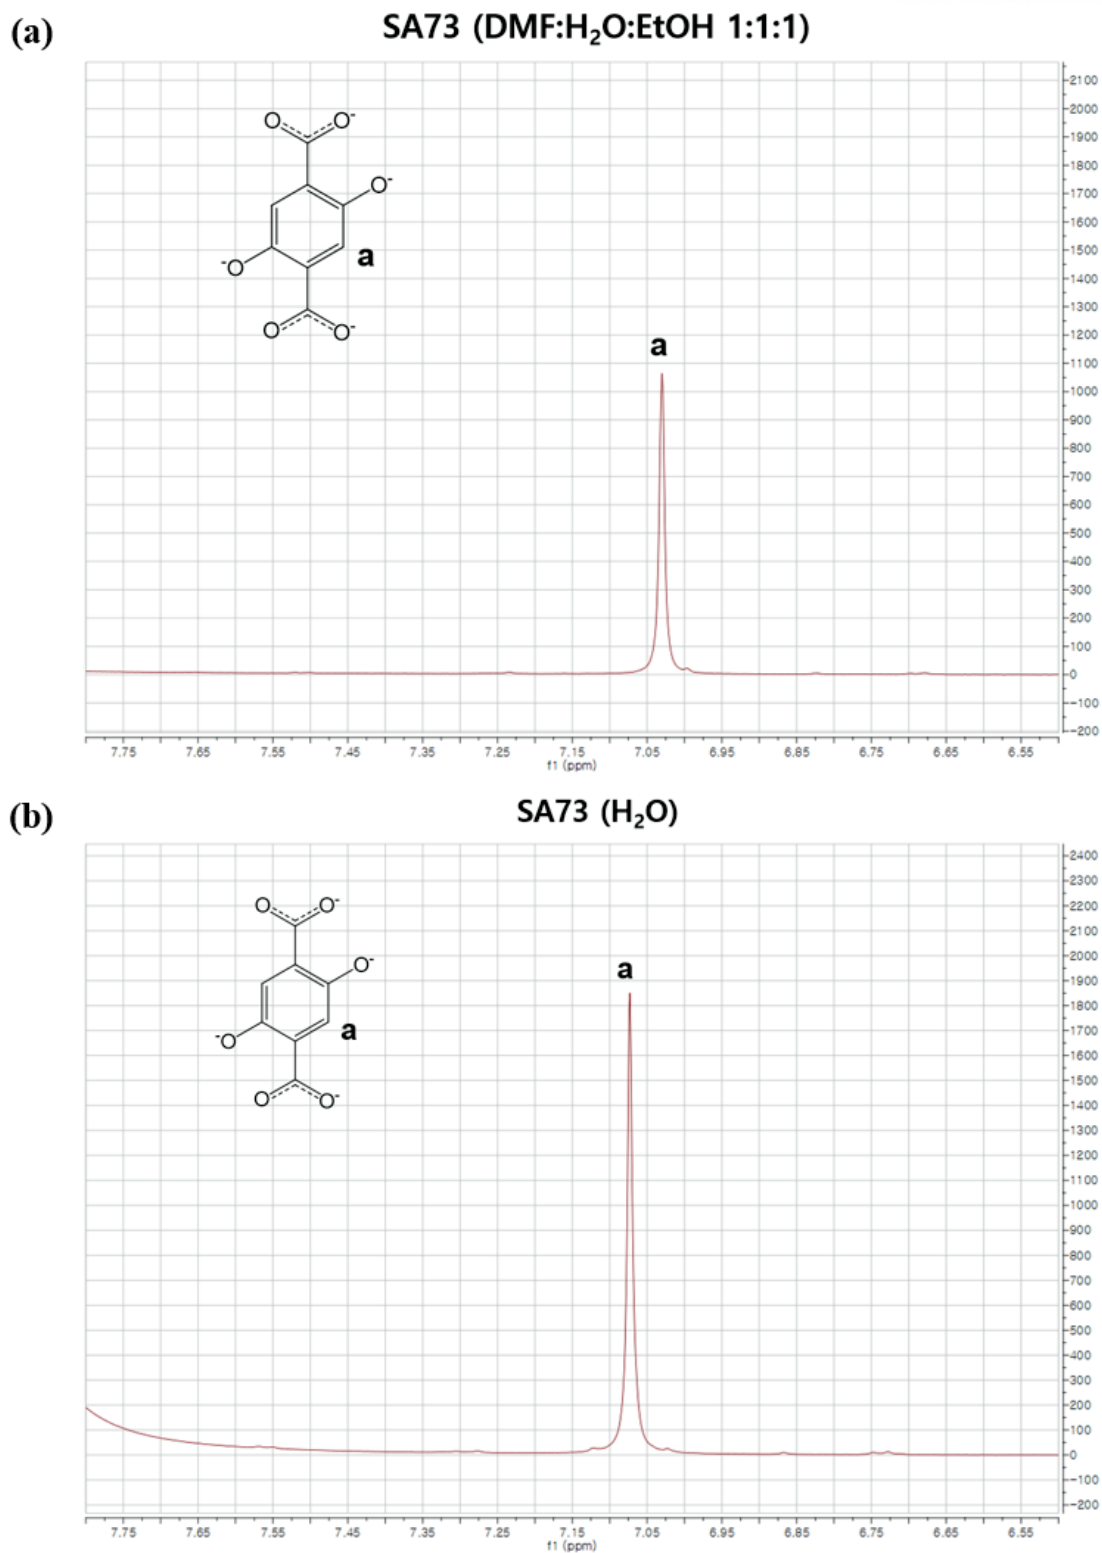 (a)
SA73 (DMF:H₂O:EtOH 1:1:1)
O O⁻
O⁻
⁻O
a
O O⁻
a
2100
2000
1900
1800
1700
1600
1500
1400
1300
1200
1100
1000
900
800
700
600
500
400
300
200
100
0
-100
-200
7.75 7.65 7.55 7.45 7.35 7.25 7.15 7.05 6.95 6.85 6.75 6.65 6.55
f1 (ppm)
(b)
SA73 (H₂O)
O O⁻
O⁻
⁻O
a
O O⁻
a
2400
2300
2200
2100
2000
1900
1800
1700
1600
1500
1400
1300
1200
1100
1000
900
800
700
600
500
400
300
200
100
0
-100
-200
7.75 7.65 7.55 7.45 7.35 7.25 7.15 7.05 6.95 6.85 6.75 6.65 6.55
f1 (ppm)